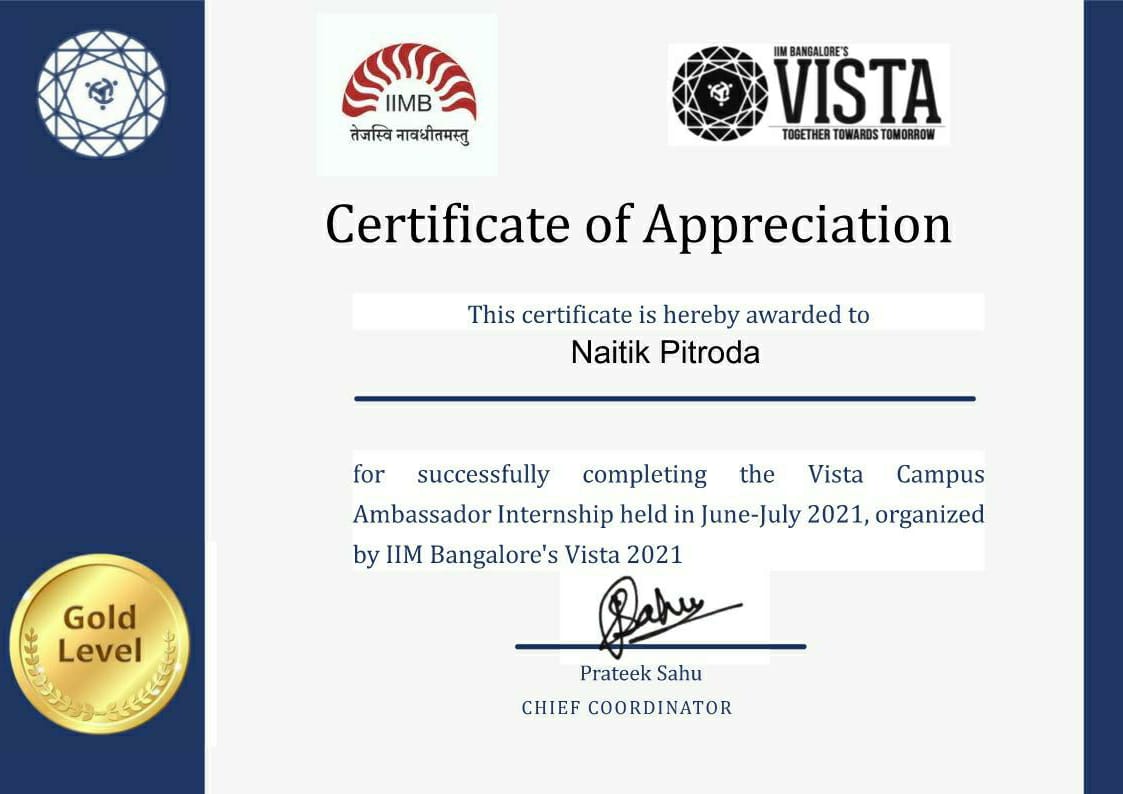 IIMB
तेजस्वि नावधीतमस्तु
IIM BANGALORE'S
VISTA
TOGETHER TOWARDS TOMORROW
Certificate of Appreciation
This certificate is hereby awarded to
Naitik Pitroda
for successfully completing the Vista Campus
Ambassador Internship held in June-July 2021, organized
by IIM Bangalore's Vista 2021
Gold
Level
PSahu
Prateek Sahu
CHIEF COORDINATOR